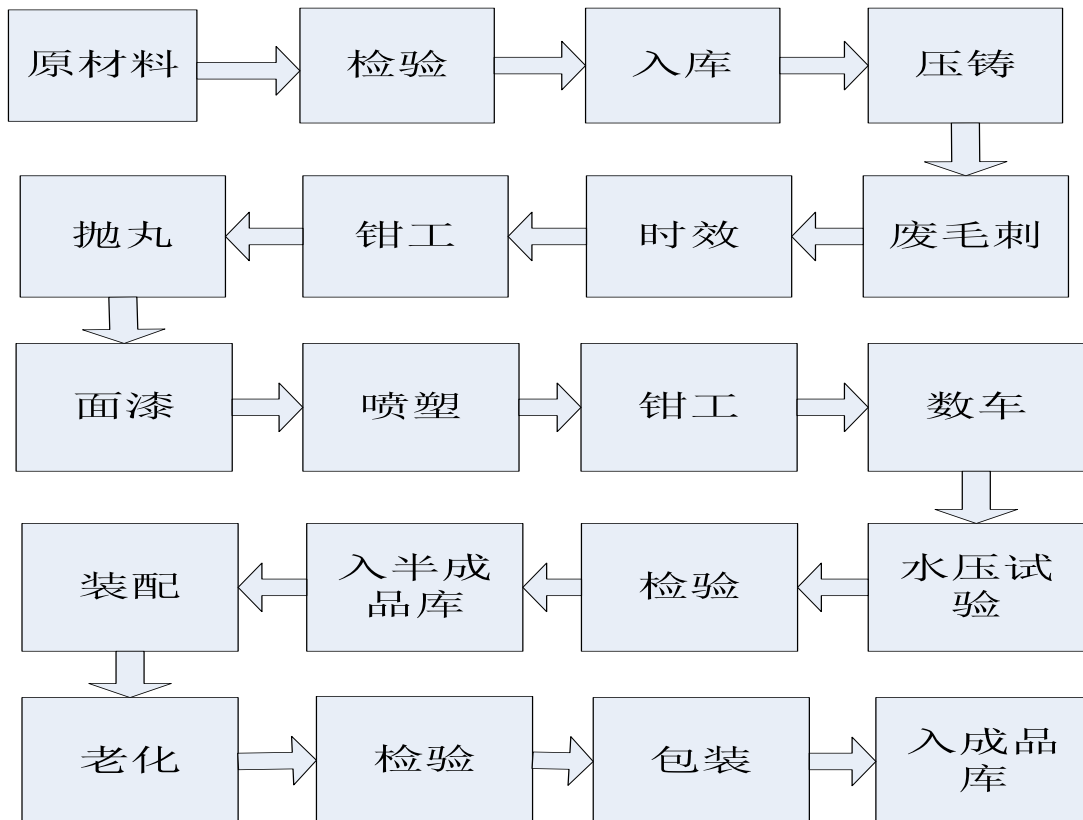 原材料
检验
入库
压铸
抛丸
钳工
时效
废毛刺
面漆
喷塑
钳工
数车
装配
入半成
品库
检验
水压试
验
老化
检验
包装
入成品
库